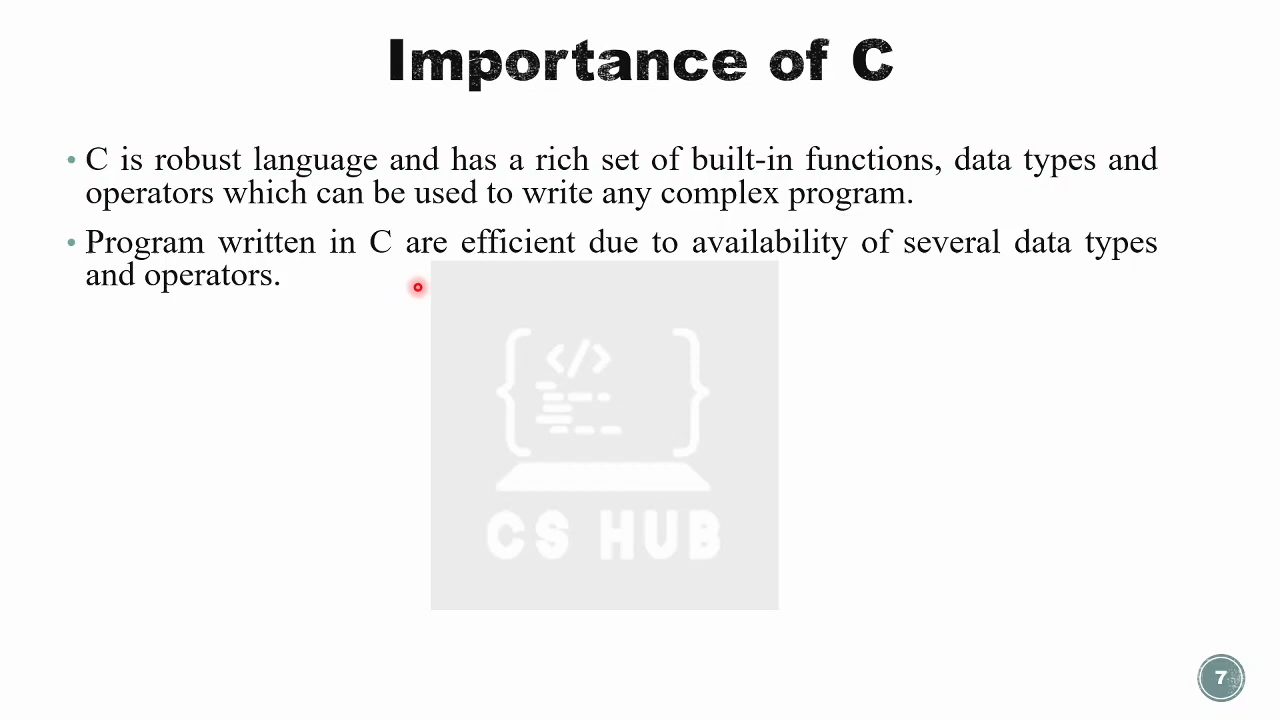 Importance of C
• C is robust language and has a rich set of built-in functions, data types and
operators which can be used to write any complex program.
• Program written in C are efficient due to availability of several data types
and operators.
</>
CS HUB
7